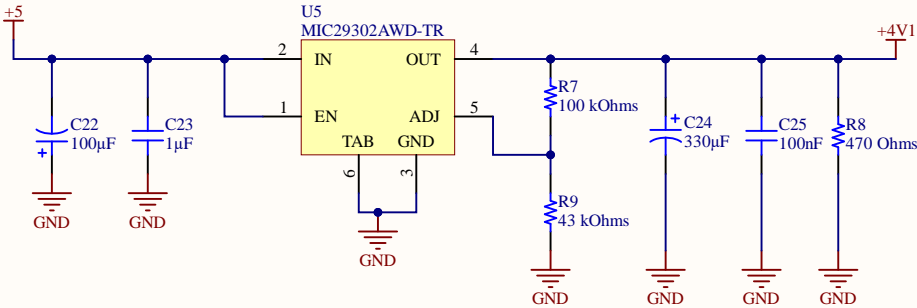 +5
U5
MIC29302AWD-TR
+4V1
2
IN
OUT
4
1
EN
ADJ
5
TAB
GND
6
3
C22
100µF
+
C23
1µF
R7
100 kOhms
R9
43 kOhms
+
C24
330µF
C25
100nF
R8
470 Ohms
GND
GND
GND
GND
GND
GND
GND